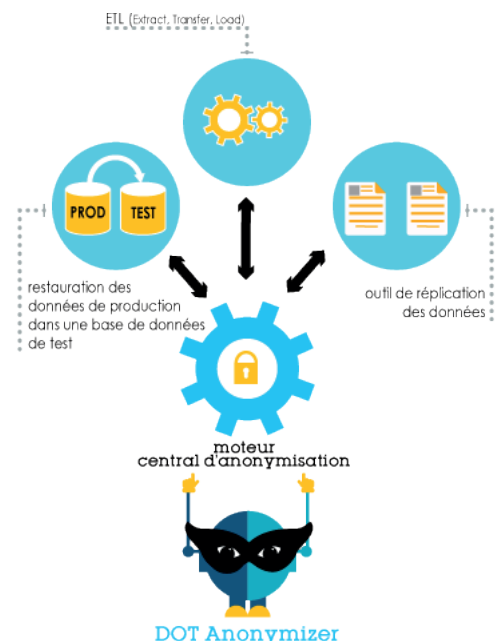 ETL (Extract, Transfer, Load)
PROD
TEST
restauration des
données de production
dans une base de données
de test
outil de réplication
des données
moteur
central d'anonymisation
DOT Anonymizer